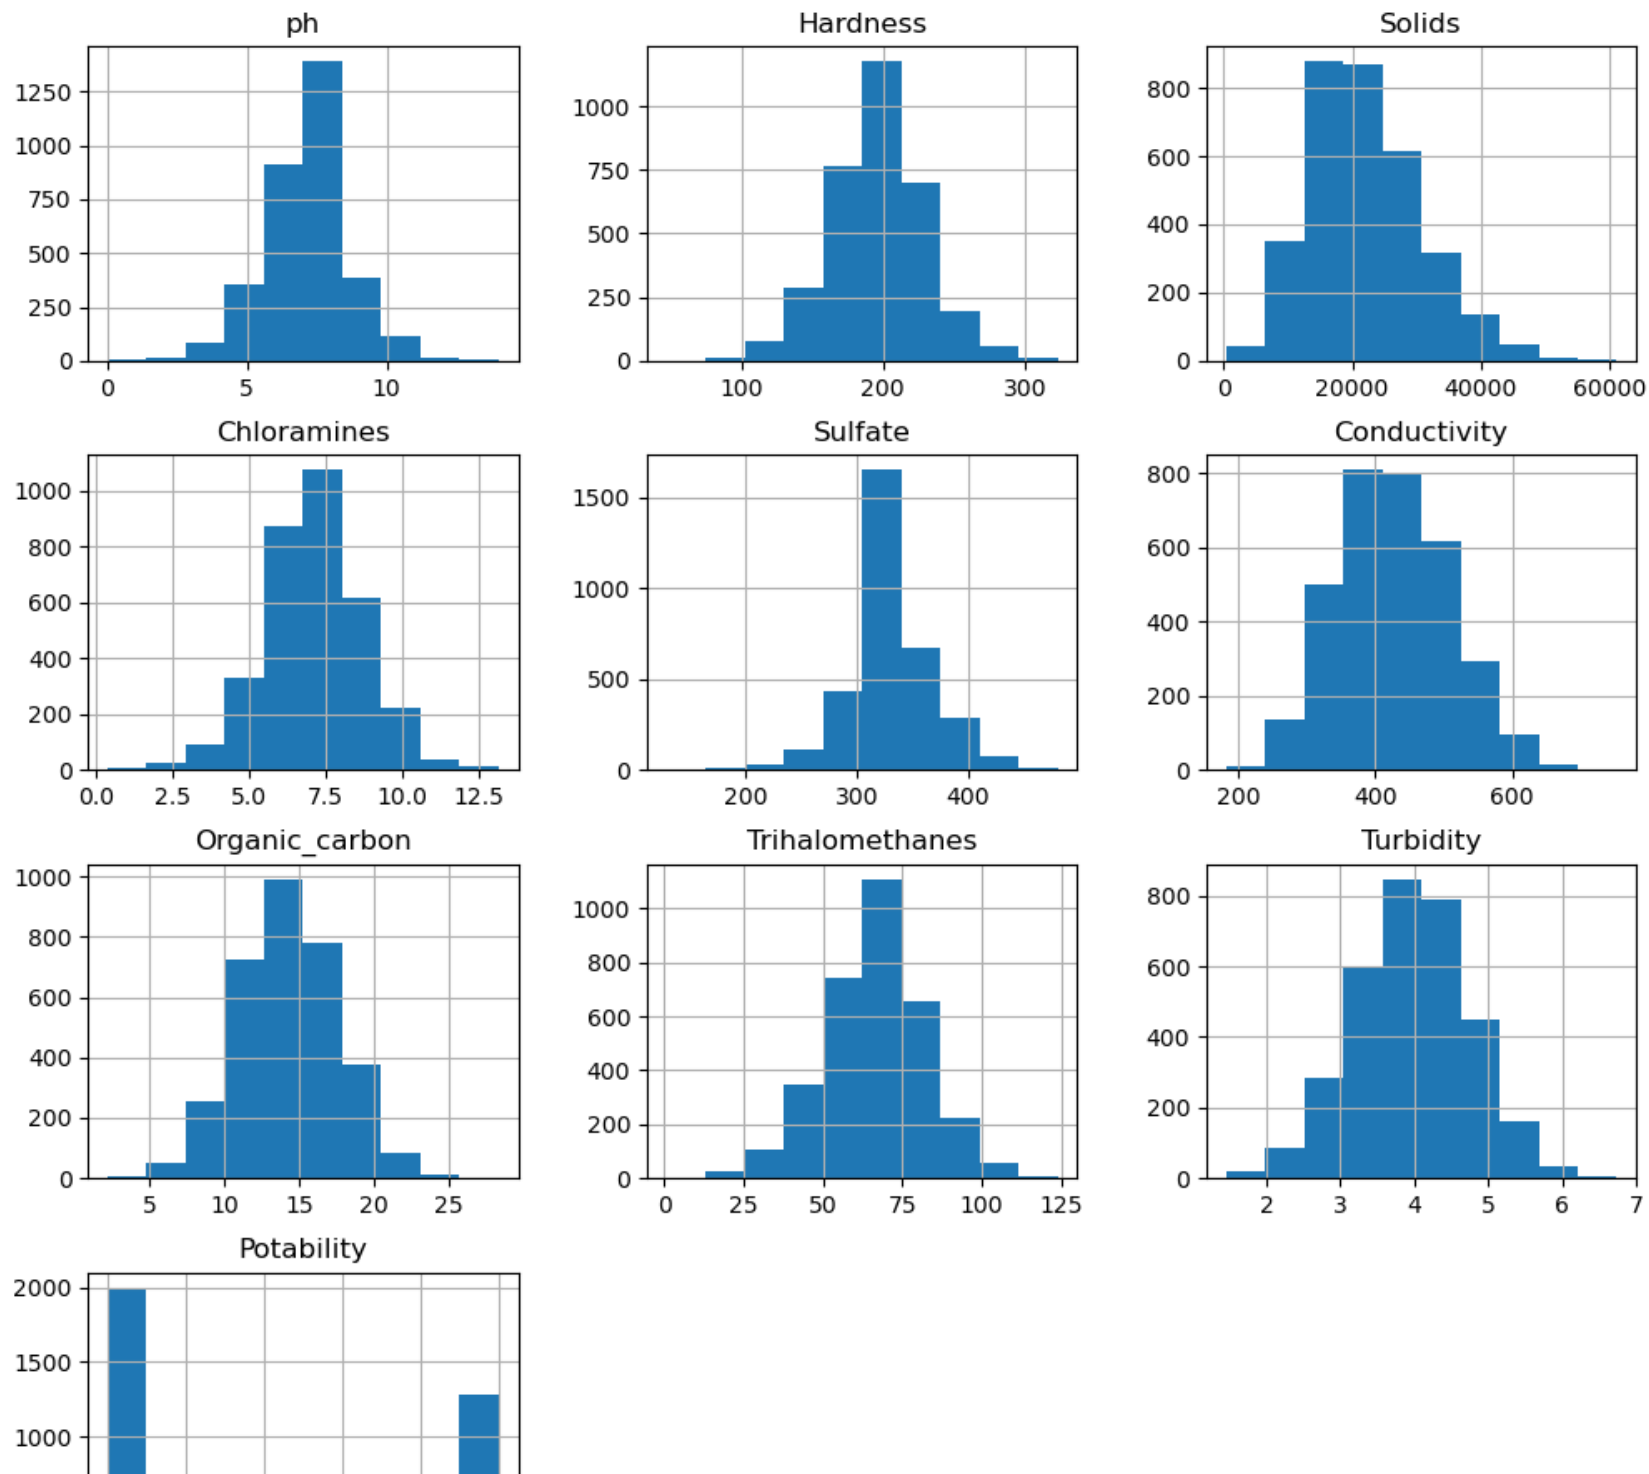 ph
1250
1000
750
500
250
0
0 5 10
Hardness
1000
750
500
250
0
100 200 300
Solids
800
600
400
200
0
0 20000 40000 60000
Chloramines
1000
800
600
400
200
0
0.0 2.5 5.0 7.5 10.0 12.5
Sulfate
1500
1000
500
0
200 300 400
Conductivity
800
600
400
200
0
200 400 600
Organic_carbon
1000
800
600
400
200
0
5 10 15 20 25
Trihalomethanes
1000
800
600
400
200
0
0 25 50 75 100 125
Turbidity
800
600
400
200
0
2 3 4 5 6 7
Potability
2000
1500
1000